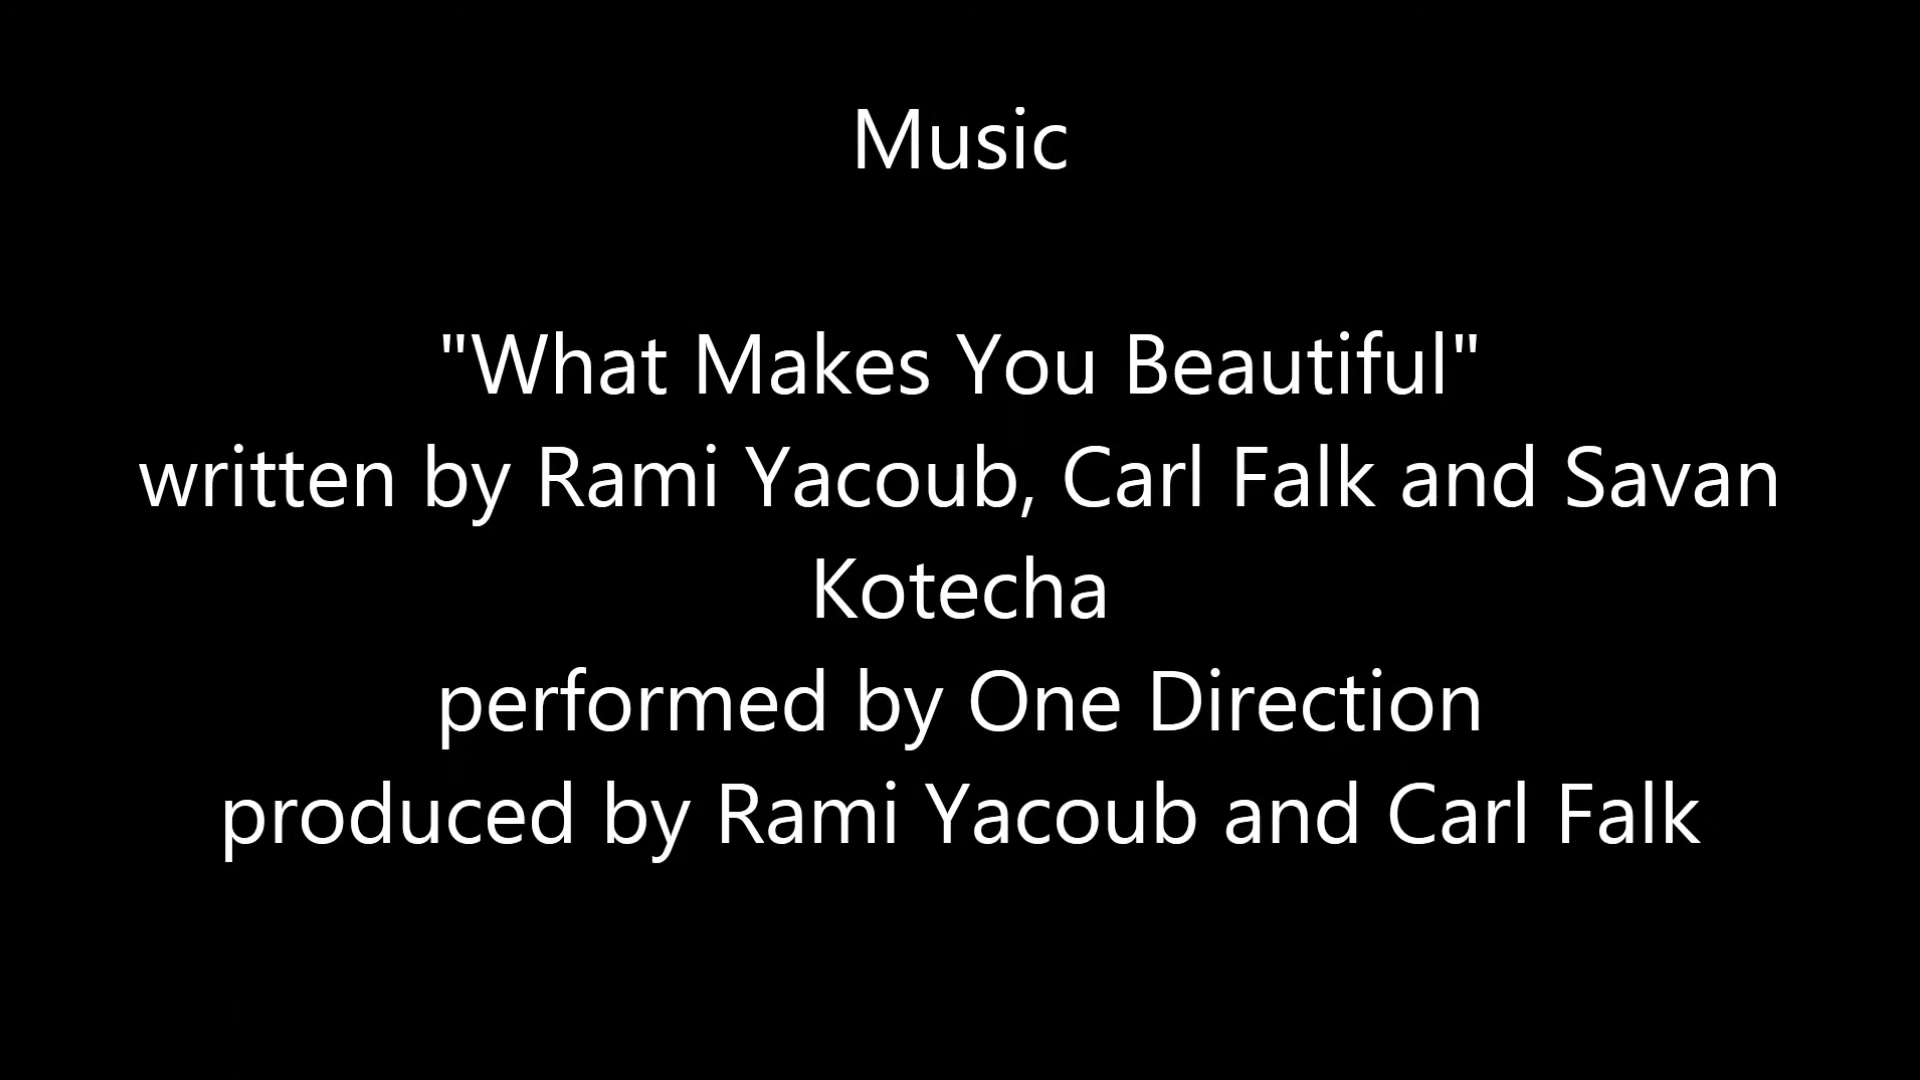 Music
"What Makes You Beautiful"
written by Rami Yacoub, Carl Falk and Savan
Kotecha
performed by One Direction
produced by Rami Yacoub and Carl Falk